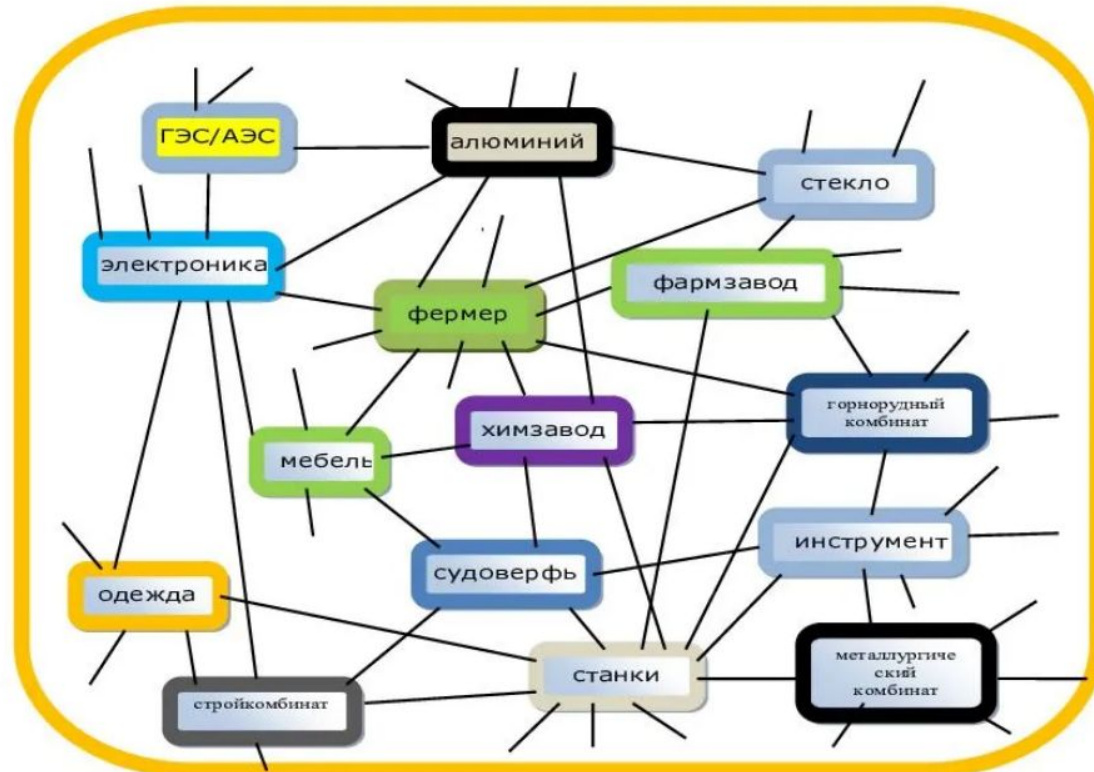 ГЭС/АЭС
алюминий
стекло
электроника
фармзавод
фермер
горнорудный
комбинат
химзавод
мебель
инструмент
судоверфь
одежда
металлургиче
ский
комбинат
станки
стройкомбинат